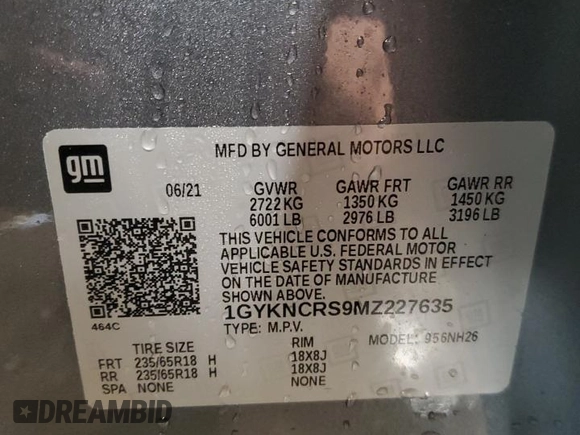 gm
MFD BY GENERAL MOTORS LLC
06/21 GVWR GAWR FRT GAWR RR
2722 KG 1350 KG 1450 KG
6001 LB 2976 LB 3196 LB
THIS VEHICLE CONFORMS TO ALL
APPLICABLE U.S. FEDERAL MOTOR
VEHICLE SAFETY STANDARDS IN EFFECT
ON THE DATE OF MANUFACTURE
SHOWN ABOVE.
464C
1GYKNCRS9MZ227635
TYPE: M.P.V. MODEL: 956NH26
TIRE SIZE RIM
FRT 235/65R18 H 18X8J
RR 235/65R18 H 18X8J
SPA NONE NONE
DREAMBID